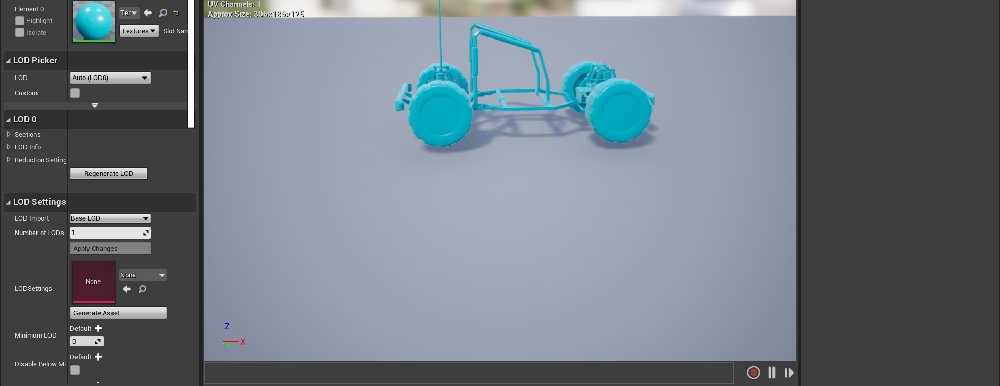 Element 0
Highlight
Isolate
Ter
Textures
Slot Nan
LOD Picker
LOD
Auto (LOD0)
Custom
LOD 0
Sections
LOD Info
Reduction Setting
Regenerate LOD
LOD Settings
LOD Import
Base LOD
Number of LODs
1
Apply Changes
LODSettings
None
None
Generate Asset...
Minimum LOD
Default
0
Disable Below Mi
Default
UV Channels: 1
Approx Size: 306x186x125
Z
X
Y